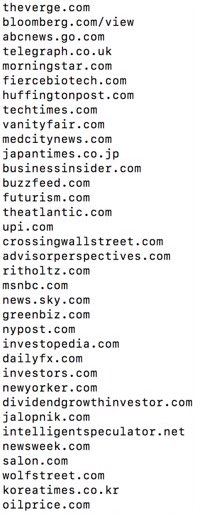 theverge.com
bloomberg.com/view
abcnews.go.com
telegraph.co.uk
morningstar.com
fiercebiotech.com
huffingtonpost.com
techtimes.com
vanityfair.com
medcitynews.com
japantimes.co.jp
businessinsider.com
buzzfeed.com
futurism.com
theatlantic.com
upi.com
crossingwallstreet.com
advisorperspectives.com
ritholtz.com
msnbc.com
news.sky.com
greenbiz.com
nypost.com
investopedia.com
dailyfx.com
investors.com
newyorker.com
dividendgrowthinvestor.com
jalopnik.com
intelligentspeculator.net
newsweek.com
salon.com
wolfstreet.com
koreatimes.co.kr
oilprice.com